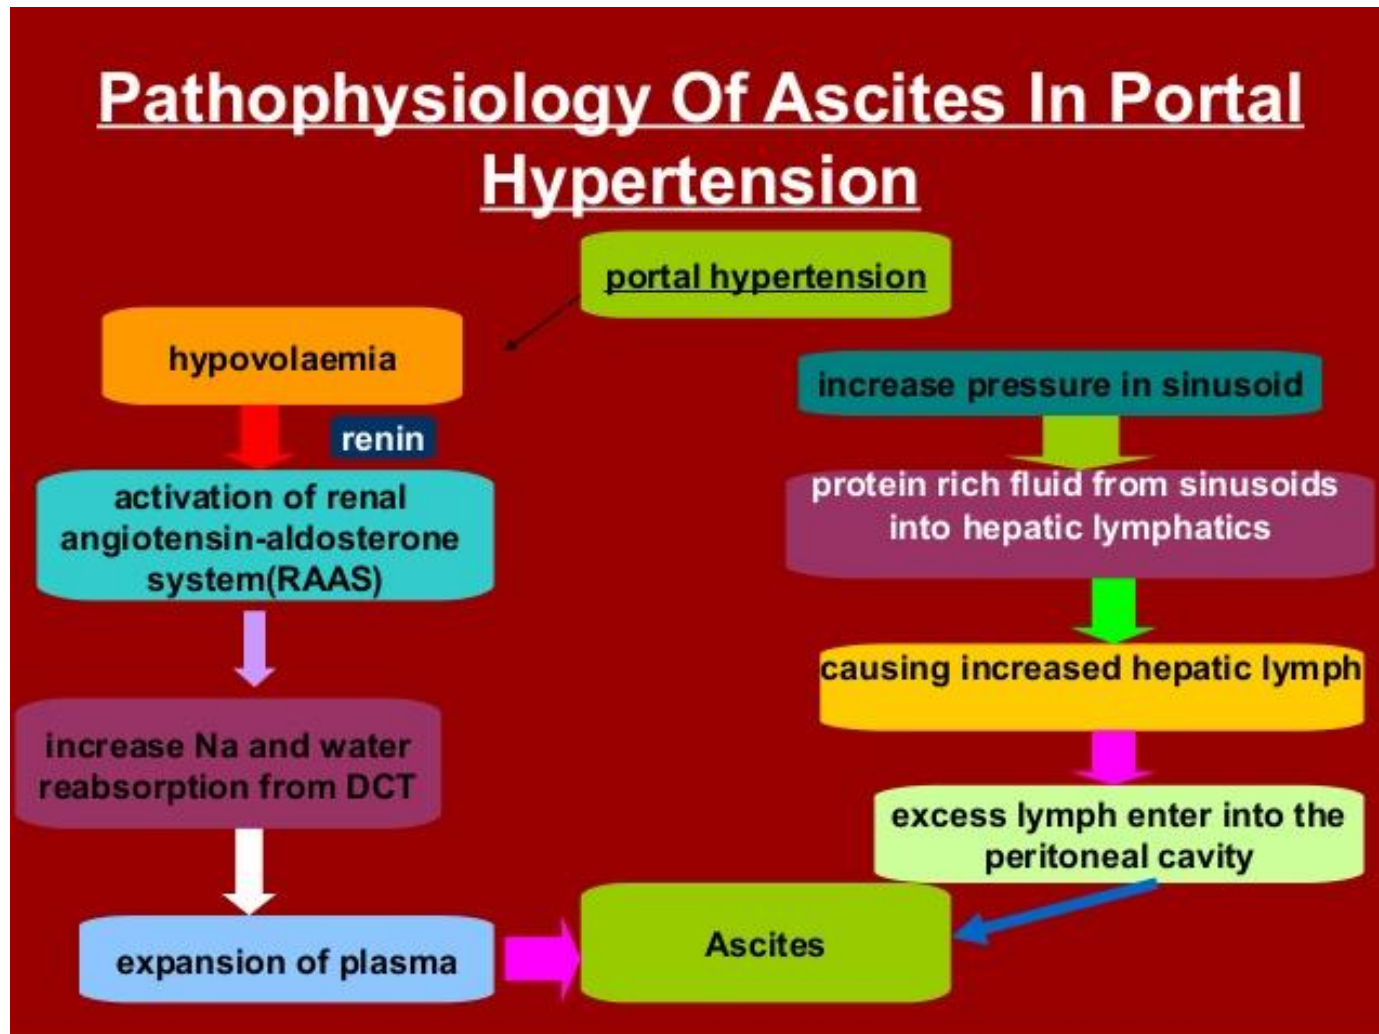 Pathophysiology Of Ascites In Portal
Hypertension
portal hypertension
hypovolaemia
renin
activation of renal
angiotensin-aldosterone
system(RAAS)
increase Na and water
reabsorption from DCT
expansion of plasma
increase pressure in sinusoid
protein rich fluid from sinusoids
into hepatic lymphatics
causing increased hepatic lymph
excess lymph enter into the
peritoneal cavity
Ascites